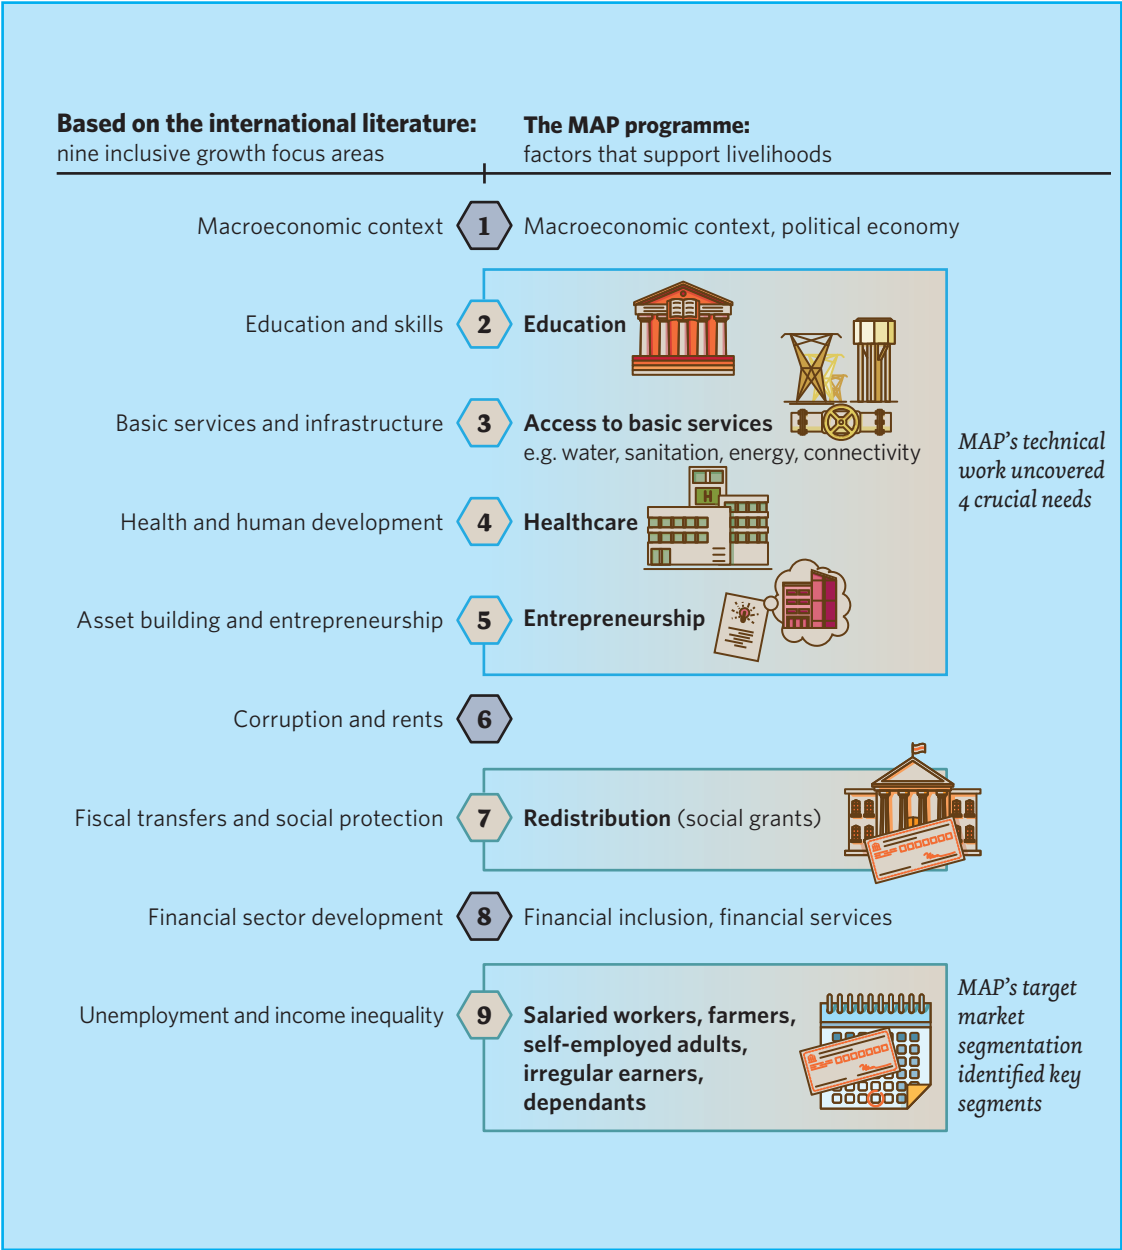 Based on the international literature:
nine inclusive growth focus areas
The MAP programme:
factors that support livelihoods
Macroeconomic context
1
Macroeconomic context, political economy
Education and skills
2
Education
Basic services and infrastructure
3
Access to basic services
e.g. water, sanitation, energy, connectivity
MAP's technical
work uncovered
4 crucial needs
Health and human development
4
Healthcare
H
Asset building and entrepreneurship
5
Entrepreneurship
Corruption and rents
6
Fiscal transfers and social protection
7
Redistribution (social grants)
Financial sector development
8
Financial inclusion, financial services
Unemployment and income inequality
9
Salaried workers, farmers,
self-employed adults,
irregular earners,
dependants
MAP's target
market
segmentation
identified key
segments